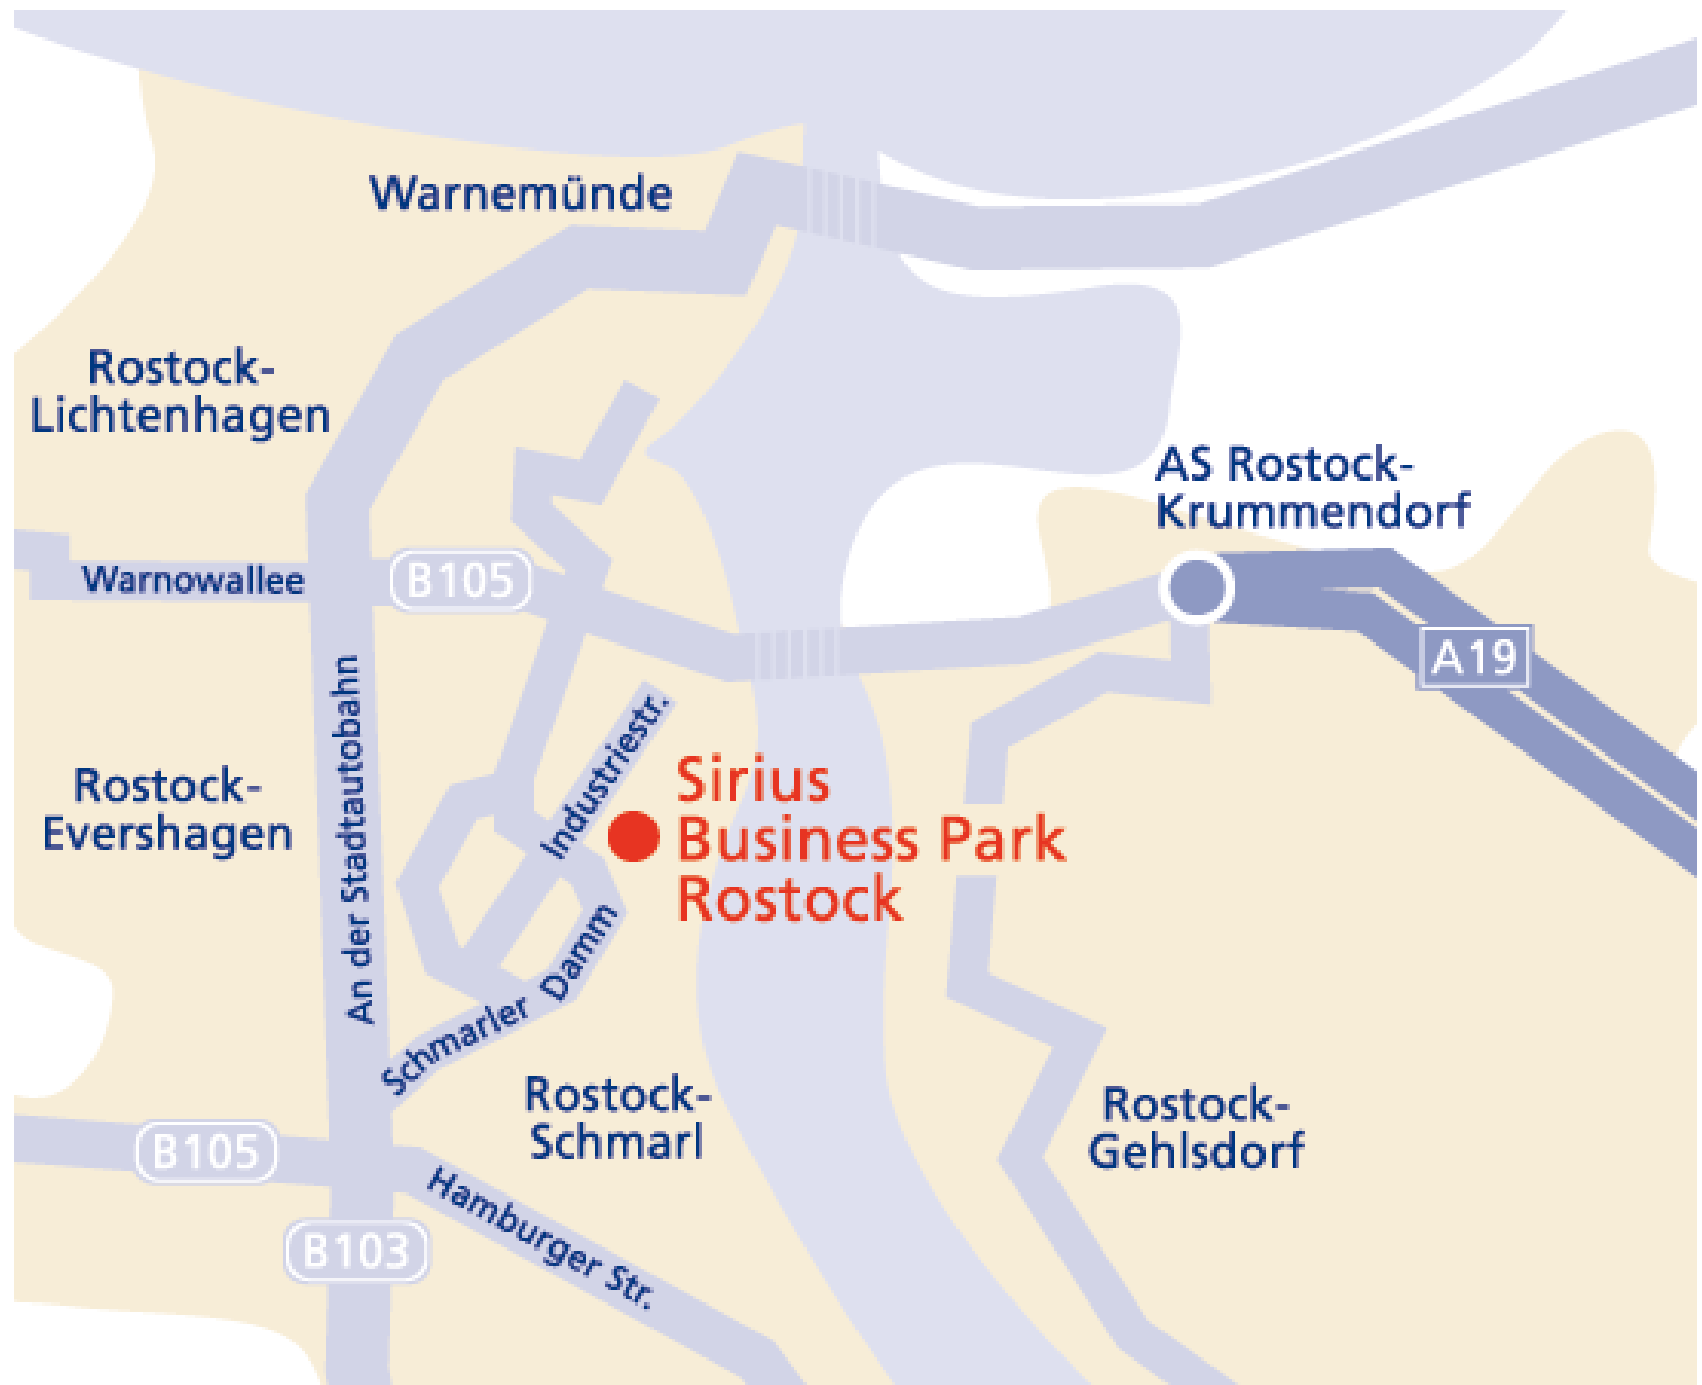 Warnemünde
Rostock-
Lichtenhagen
AS Rostock-
Krummendorf
Warnowallee
B105
A19
An der Stadtautobahn
Industriestr.
Sirius
Business Park
Rostock
Rostock-
Evershagen
Schmarler Damm
Rostock-
Schmarl
Rostock-
Gehlsdorf
B105
Hamburger Str.
B103